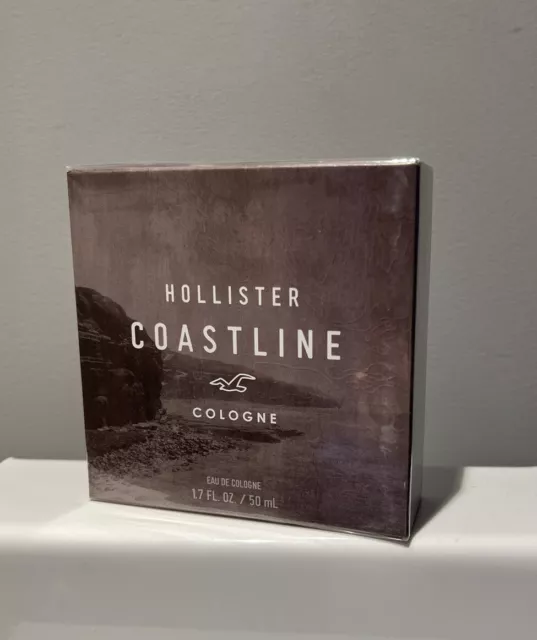 HOLLISTER
COASTLINE
COLOGNE
EAU DE COLOGNE
1.7 FL. OZ. / 50 mL